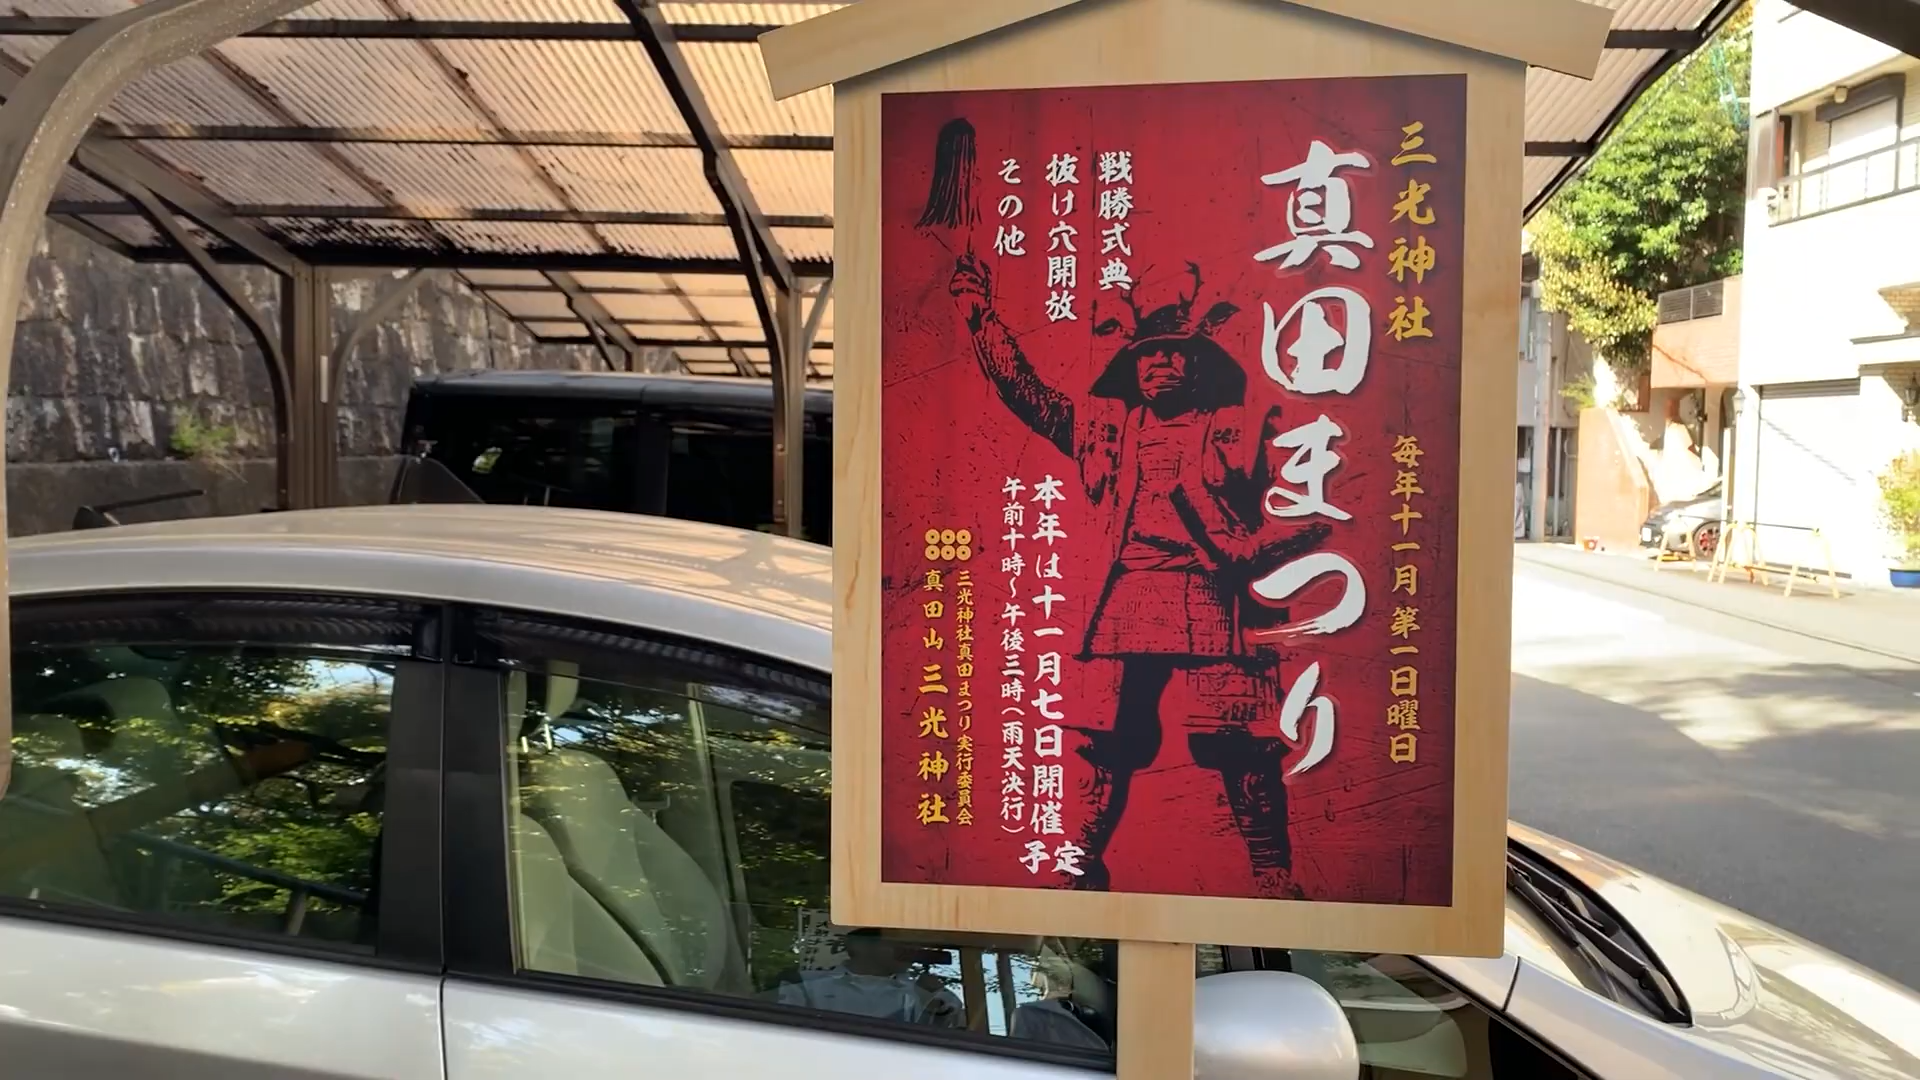 三光神社
毎年十一月第一日曜日
真田まつり
戦勝式典
抜け穴開放
その他
本年は十一月七日開催予定
午前十時～午後三時(雨天決行)
三光神社真田まつり実行委員会
真田山三光神社